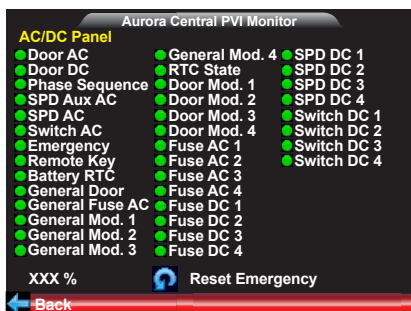 Aurora Central PVI Monitor
AC/DC Panel
Door AC
Door DC
Phase Sequence
SPD Aux AC
SPD AC
Switch AC
Emergency
Remote Key
Battery RTC
General Door
General Fuse AC
General Mod. 1
General Mod. 2
General Mod. 3
General Mod. 4
RTC State
Door Mod. 1
Door Mod. 2
Door Mod. 3
Door Mod. 4
Fuse AC 1
Fuse AC 2
Fuse AC 3
Fuse AC 4
Fuse DC 1
Fuse DC 2
Fuse DC 3
Fuse DC 4
SPD DC 1
SPD DC 2
SPD DC 3
SPD DC 4
Switch DC 1
Switch DC 2
Switch DC 3
Switch DC 4
XXX %
Reset Emergency
Back